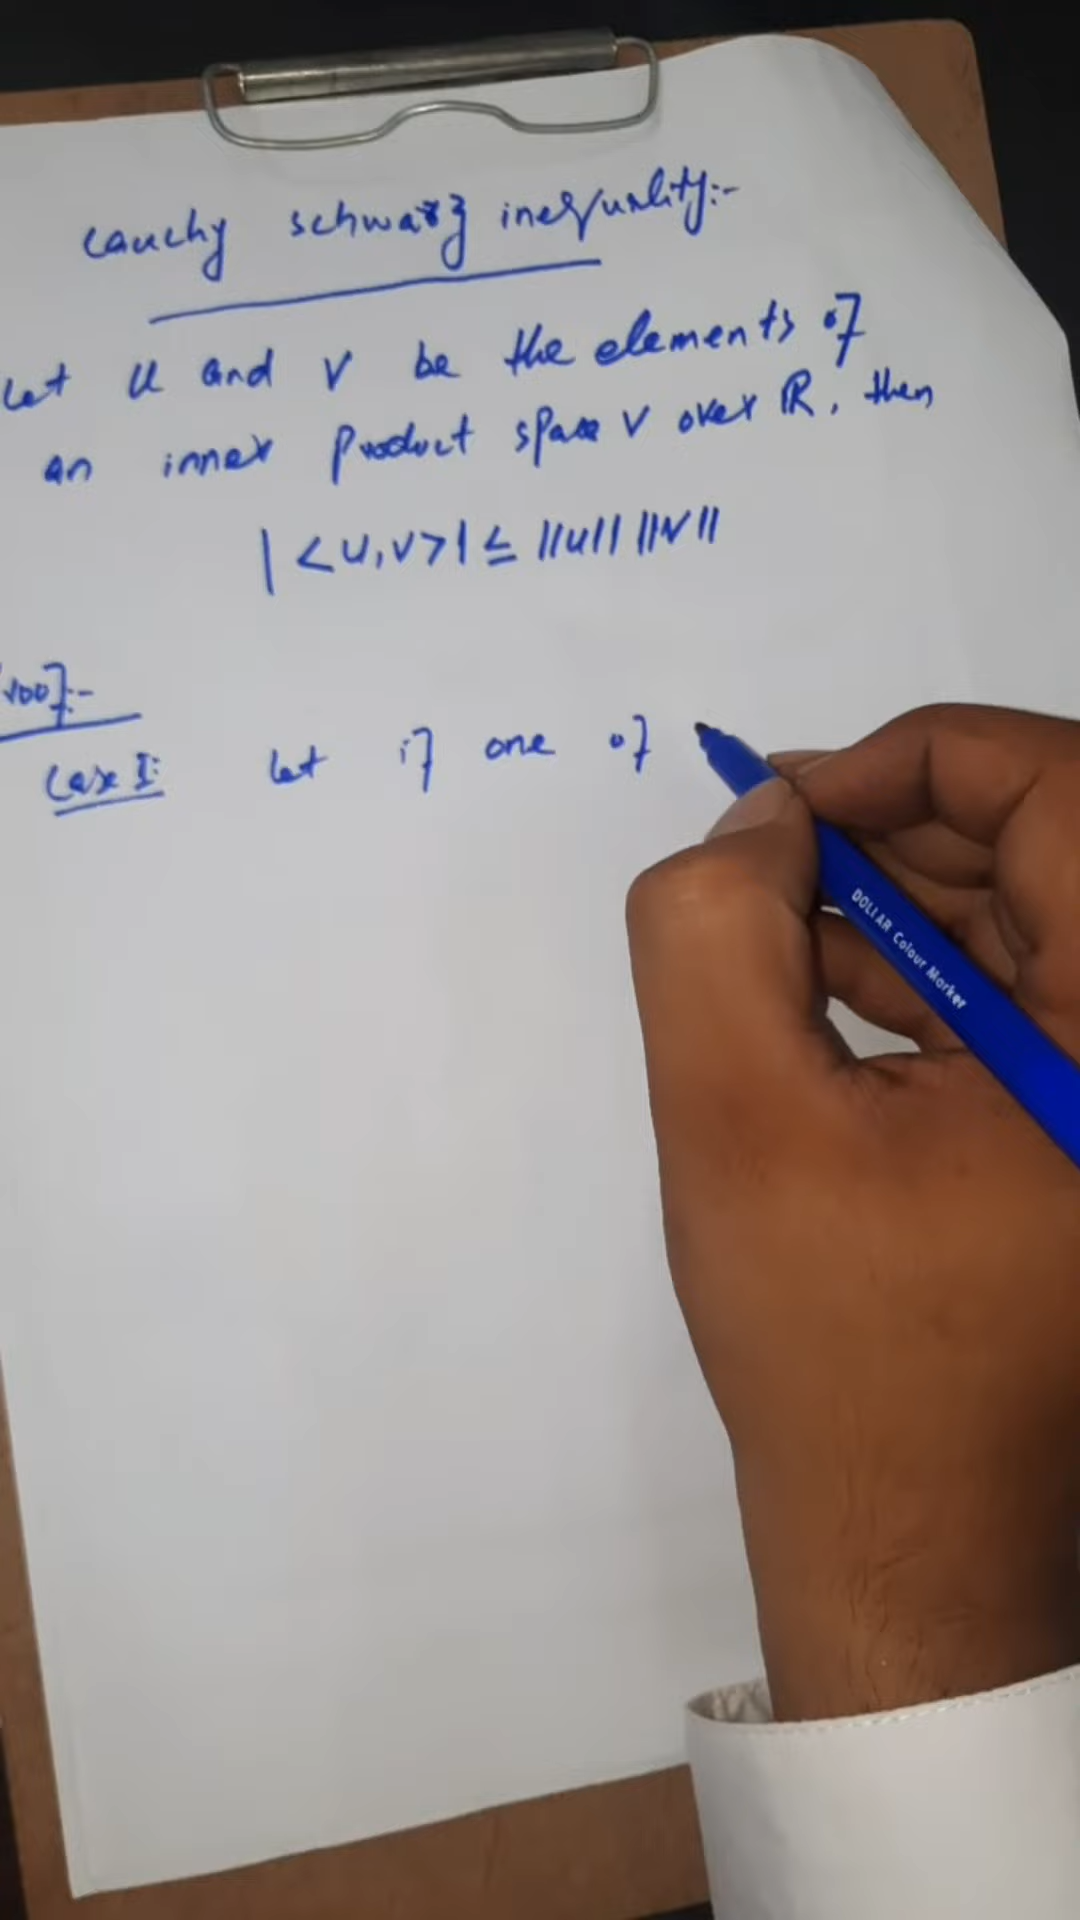 Cauchy schwarz inequality:-
Let u and v be the elements of
an inner product space V over ℝ, then
|<u,v>| ≤ ||u|| ||v||
roof:-
Case I: Let if one of
DOLLAR Colour Marker